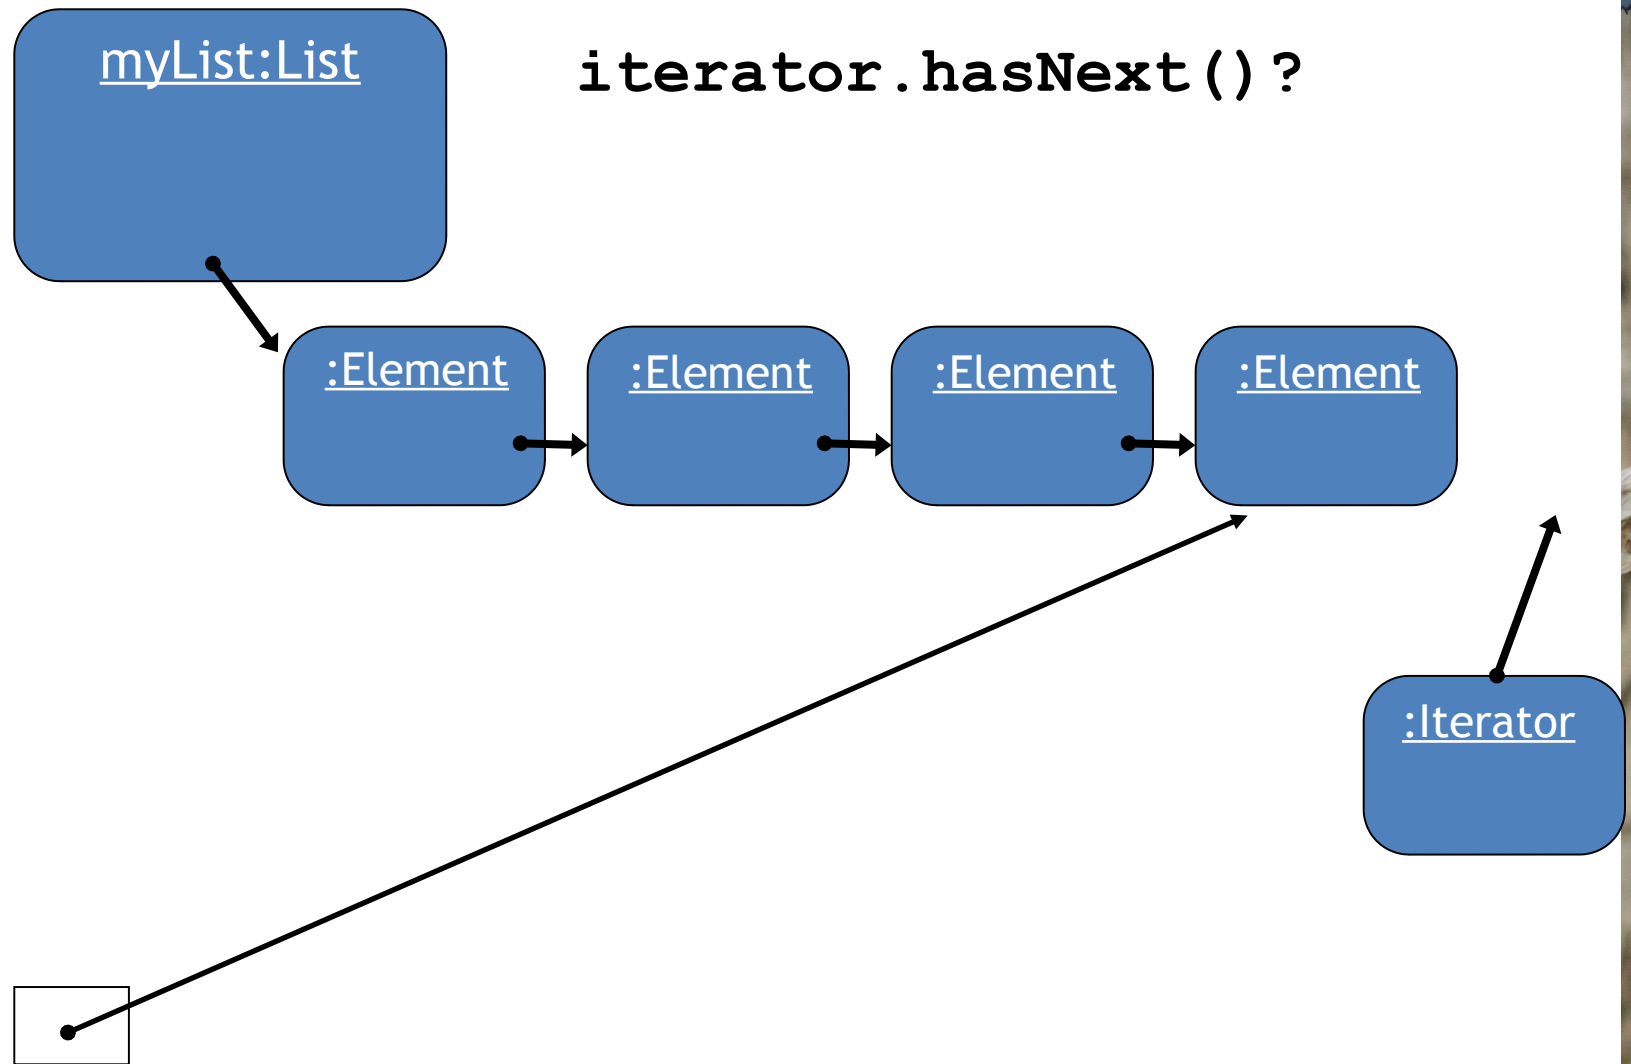 myList:List
iterator.hasNext()?
:Element
:Element
:Element
:Element
:Iterator